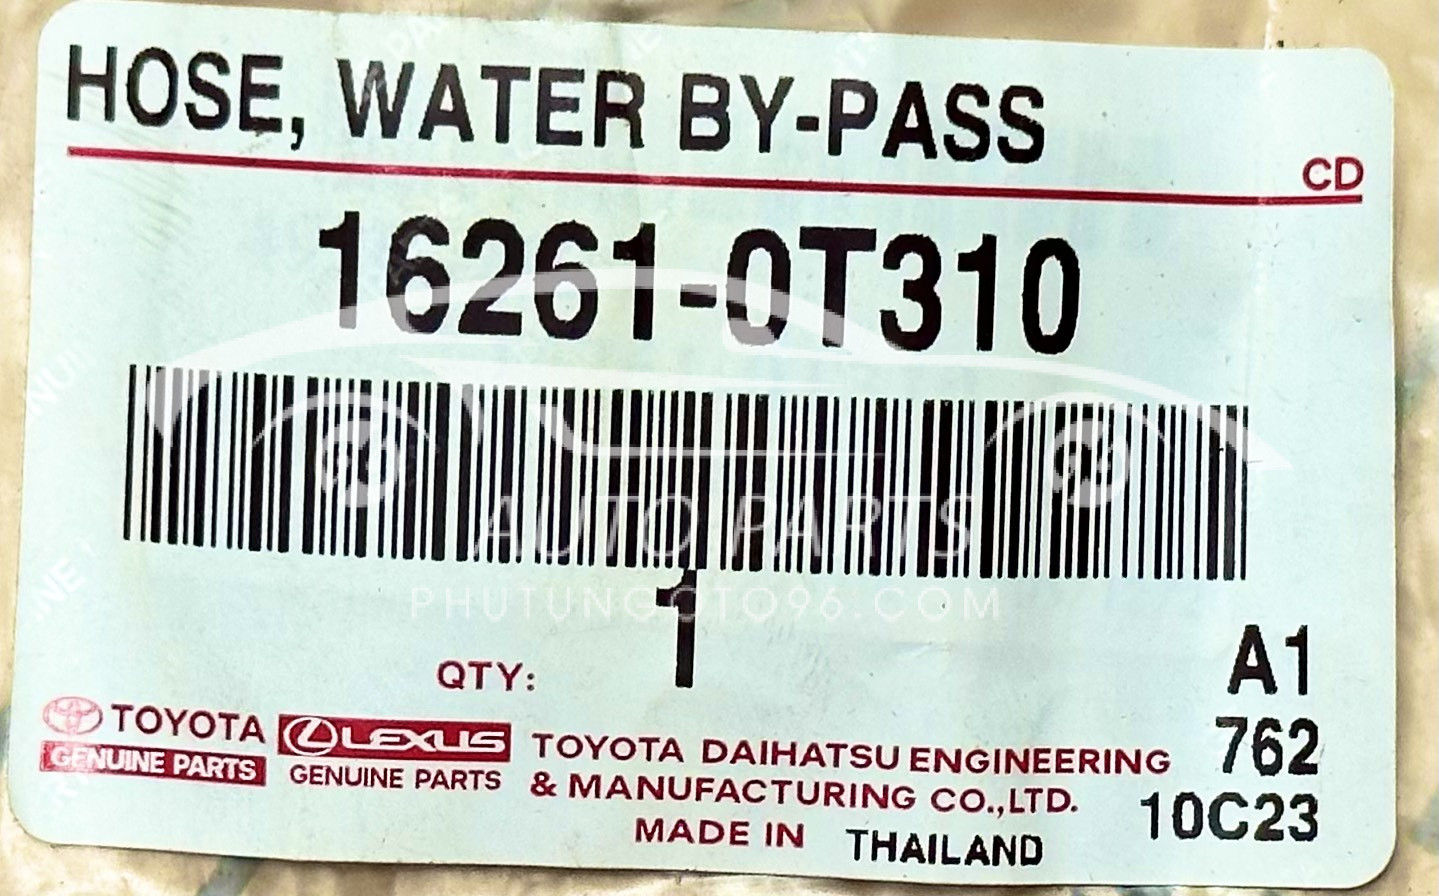 HOSE, WATER BY-PASS
CD
16261-0T310
AUTO PARTS
PHUTUNGOTO96.COM
QTY: 1
A1
TOYOTA
GENUINE PARTS
LEXUS
GENUINE PARTS
TOYOTA DAIHATSU ENGINEERING
& MANUFACTURING CO.,LTD.
MADE IN THAILAND
762
10C23